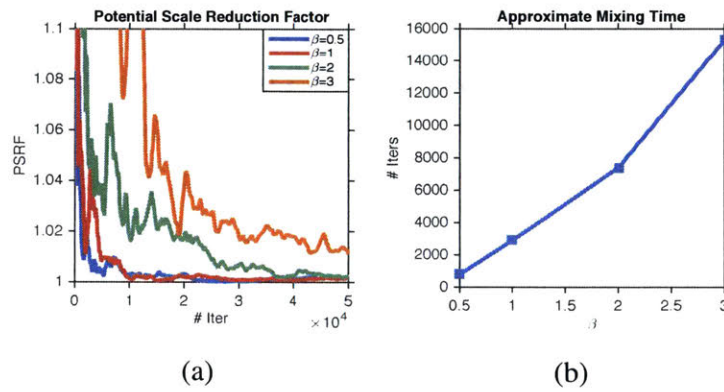 Potential Scale Reduction Factor
1.1
1.08
1.06
1.04
1.02
1
PSRF
β=0.5
β=1
β=2
β=3
0 1 2 3 4 5
# Iter
×10^4
(a)
Approximate Mixing Time
16000
14000
12000
10000
8000
6000
4000
2000
0
# Iters
0.5 1 1.5 2 2.5 3
β
(b)